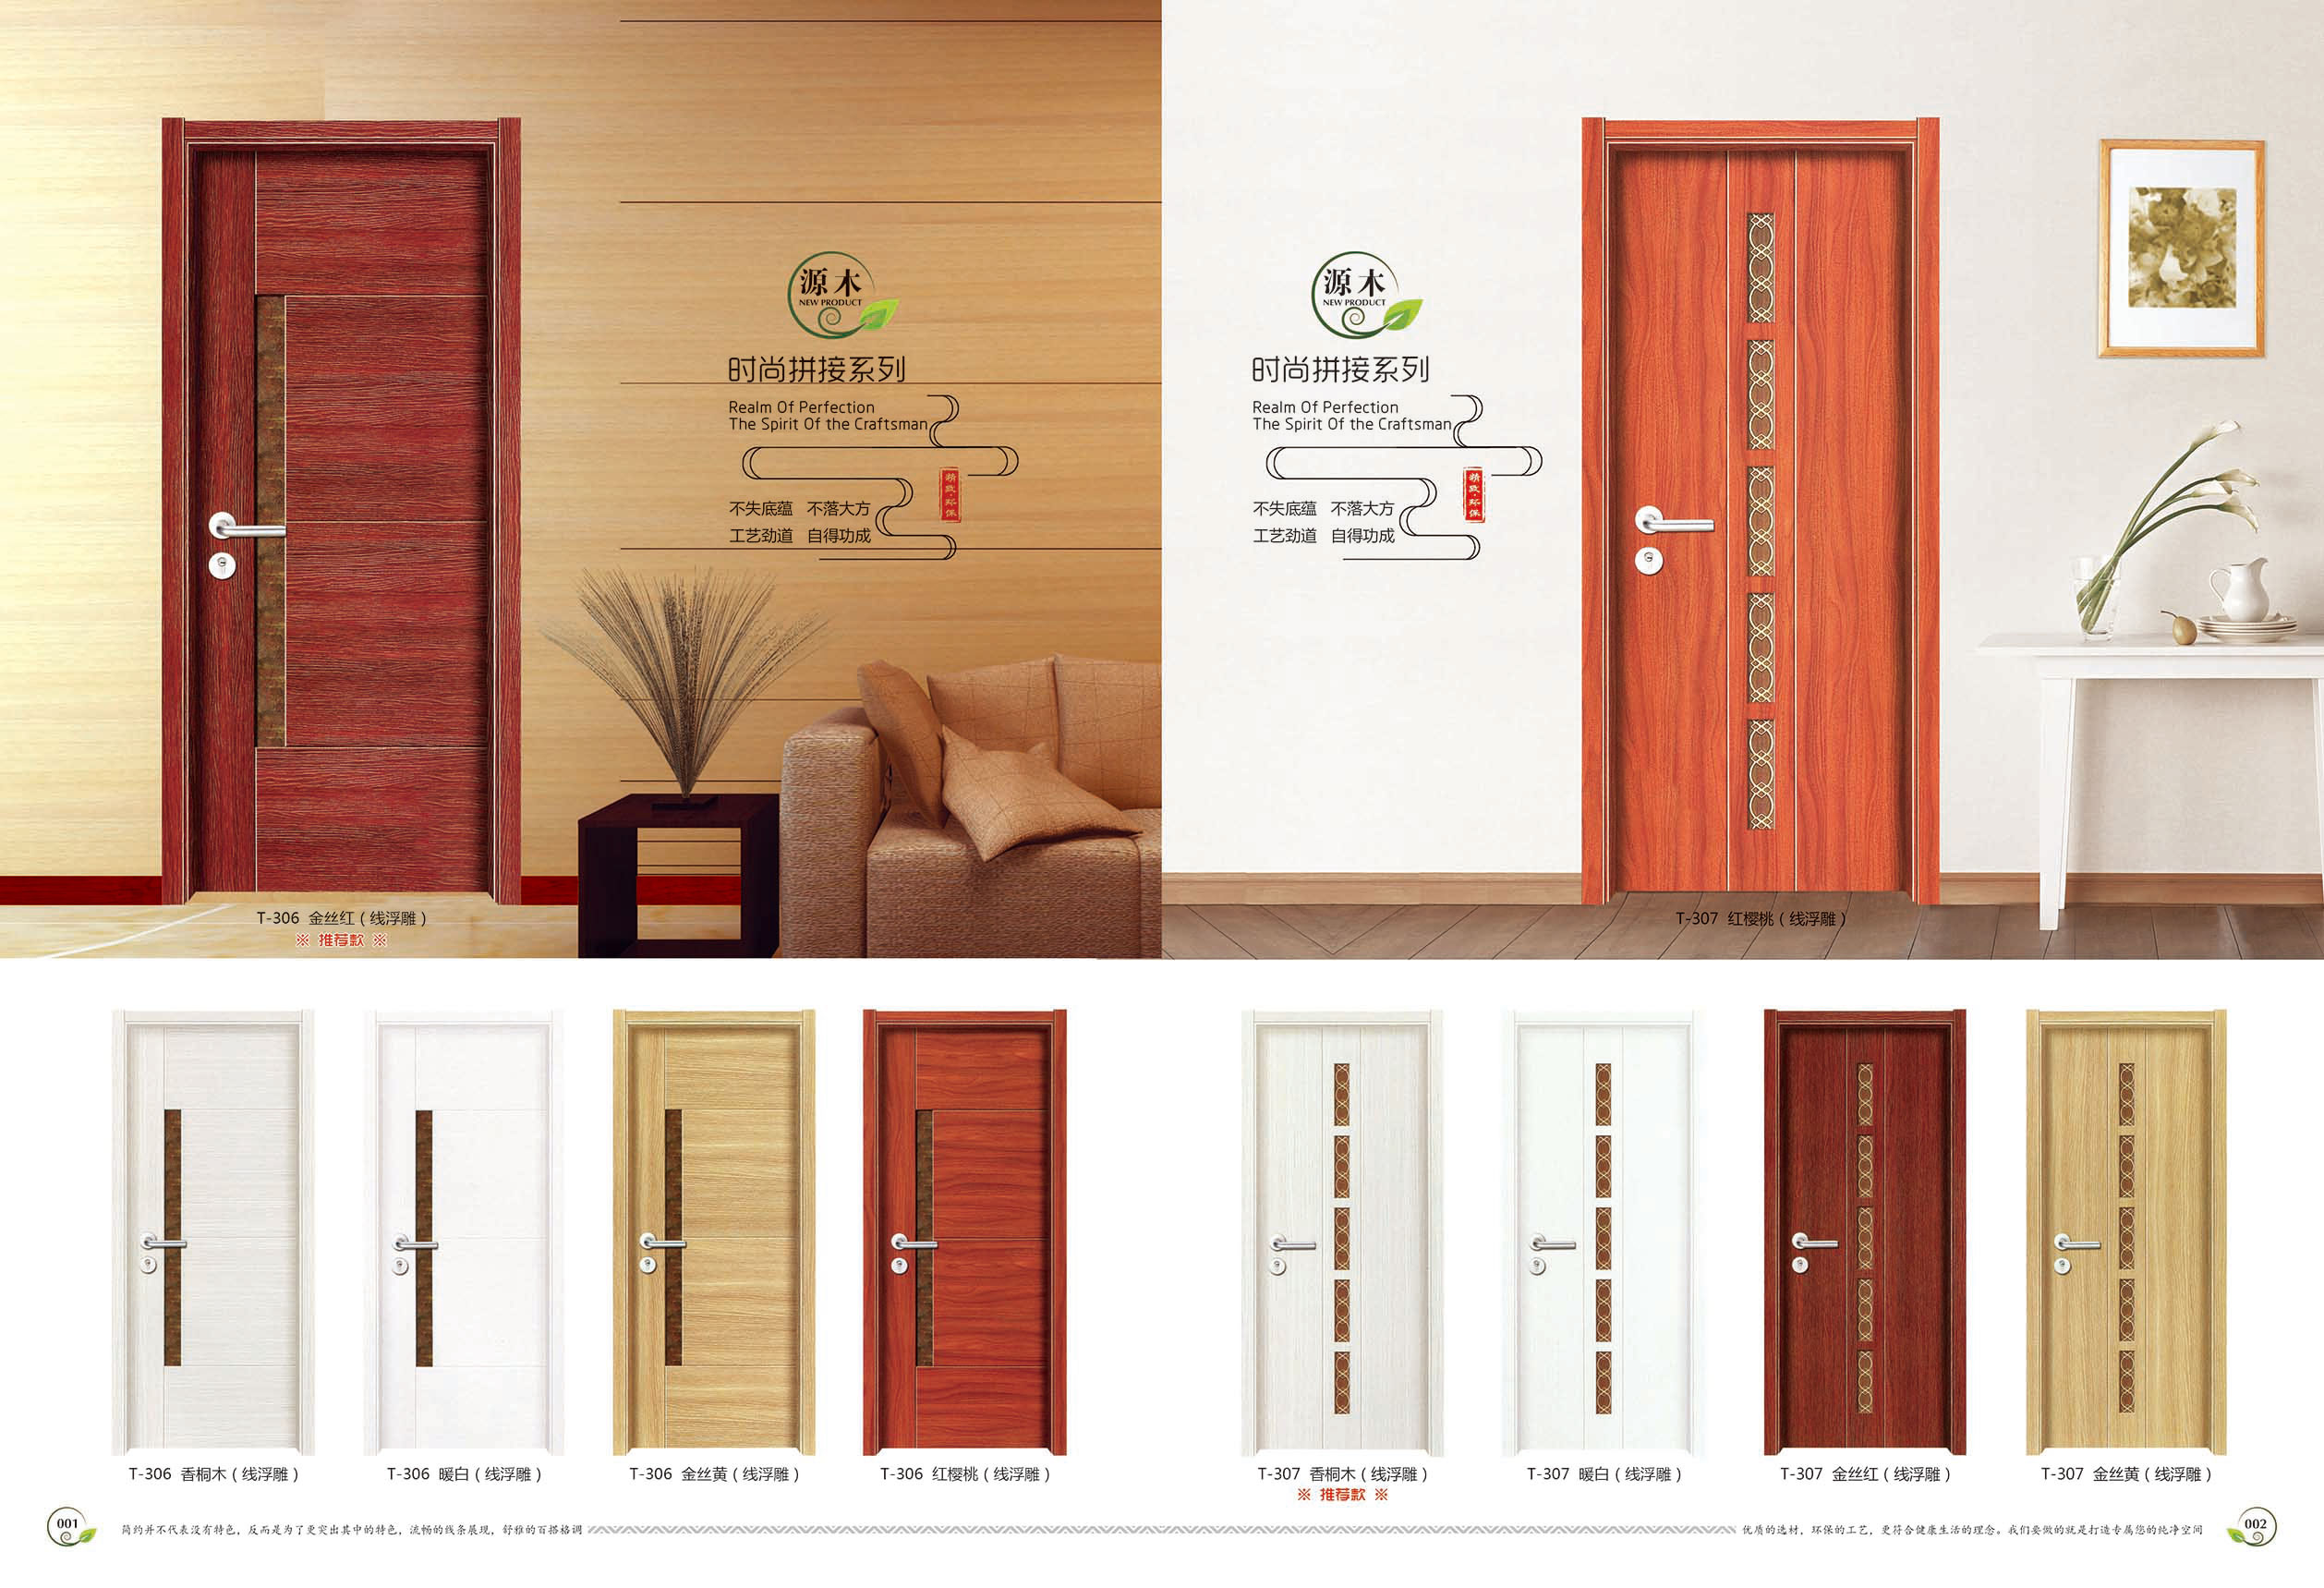 源木
NEW PRODUCT
时尚拼接系列
Realm Of Perfection
The Spirit Of the Craftsman
精致·环保
不失底蕴 不落大方
工艺劲道 自得功成
T-306 金丝红（线浮雕）
※ 推荐款 ※
源木
NEW PRODUCT
时尚拼接系列
Realm Of Perfection
The Spirit Of the Craftsman
精致·环保
不失底蕴 不落大方
工艺劲道 自得功成
T-307 红樱桃（线浮雕）
T-306 香桐木（线浮雕）
T-306 暖白（线浮雕）
T-306 金丝黄（线浮雕）
T-306 红樱桃（线浮雕）
T-307 香桐木（线浮雕）
※ 推荐款 ※
T-307 暖白（线浮雕）
T-307 金丝红（线浮雕）
T-307 金丝黄（线浮雕）
001
简约并不代表没有特色，反而是为了更突出其中的特色，流畅的线条展现，舒雅的百搭格调
优质的选材，环保的工艺，更符合健康生活的理念。我们要做的就是打造专属您的纯净空间
002